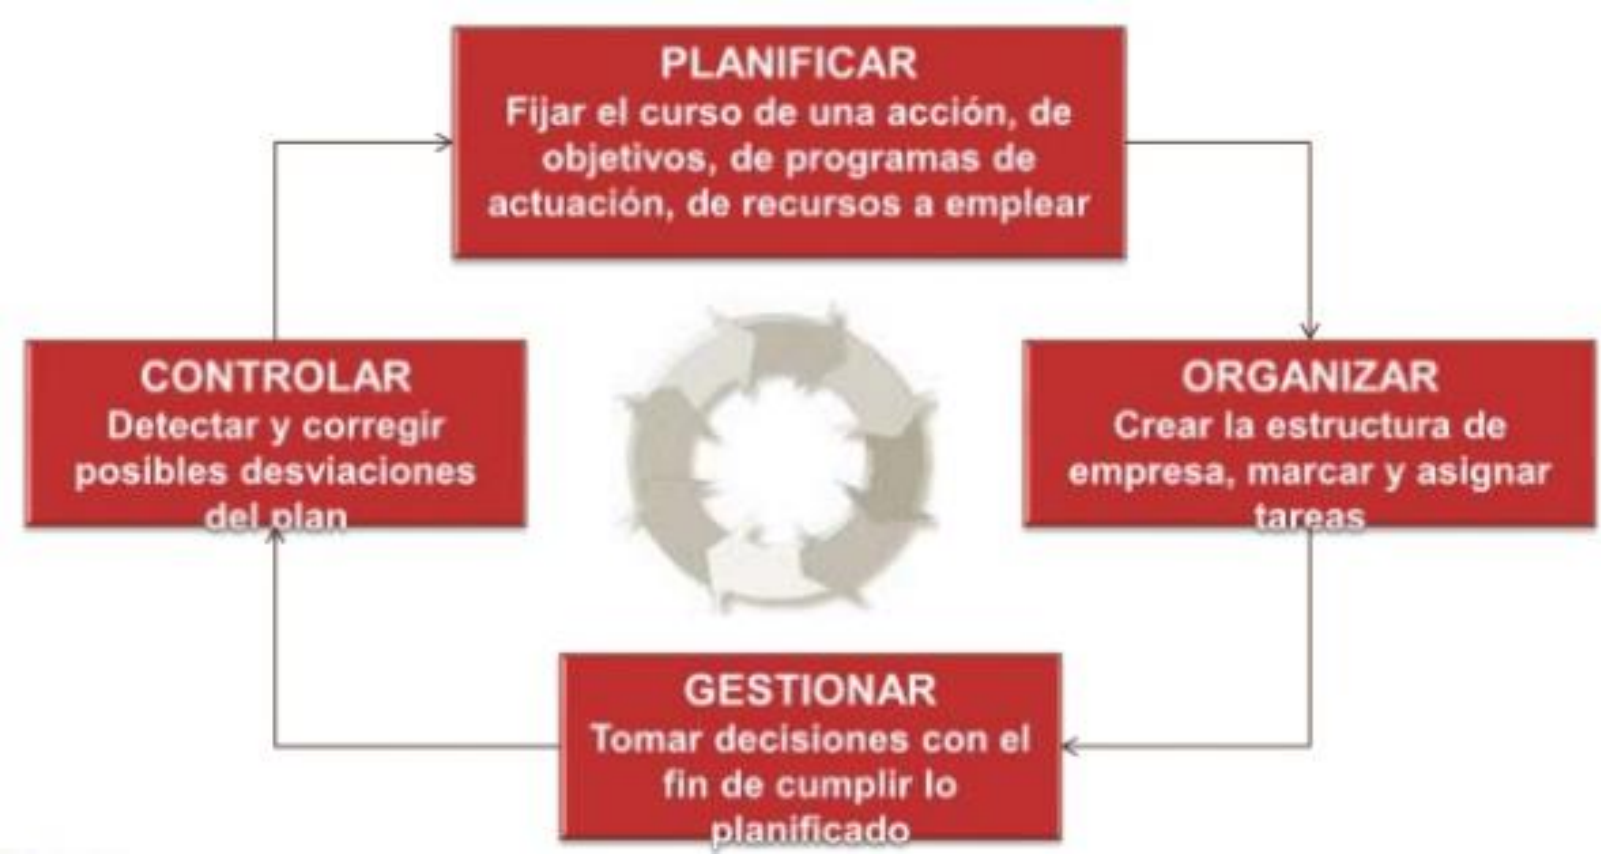 PLANIFICAR
Fijar el curso de una acción, de
objetivos, de programas de
actuación, de recursos a emplear
CONTROLAR
Detectar y corregir
posibles desviaciones
del plan
ORGANIZAR
Crear la estructura de
empresa, marcar y asignar
tareas
GESTIONAR
Tomar decisiones con el
fin de cumplir lo
planificado